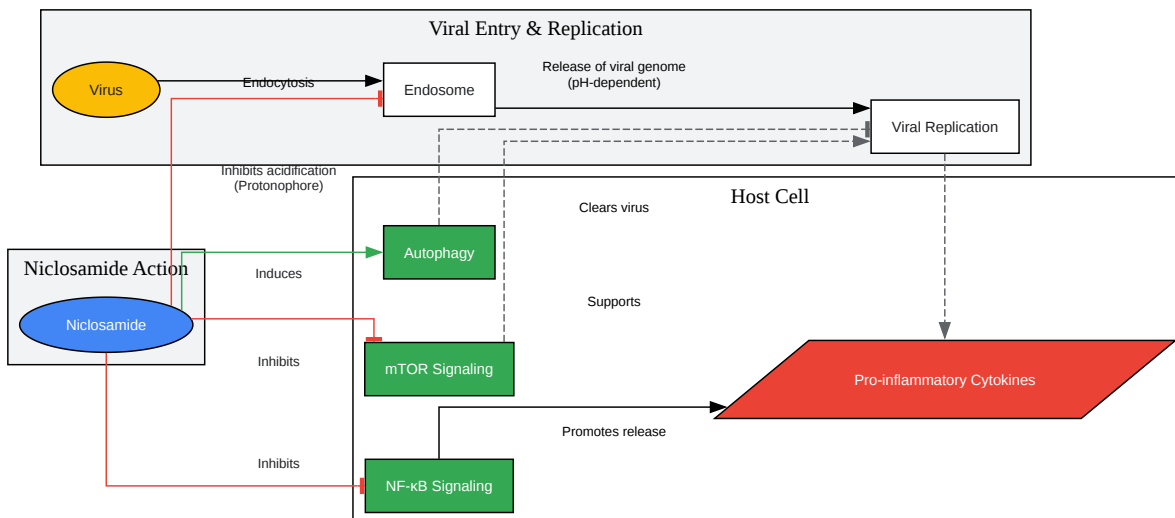 Viral Entry & Replication
Virus
Endocytosis
Endosome
Release of viral genome
(pH-dependent)
Viral Replication
Inhibits acidification
(Protonophore)
Host Cell
Clears virus
Autophagy
Niclosamide Action
Induces
Supports
Niclosamide
Inhibits
mTOR Signaling
Pro-inflammatory Cytokines
Promotes release
Inhibits
NF-κB Signaling